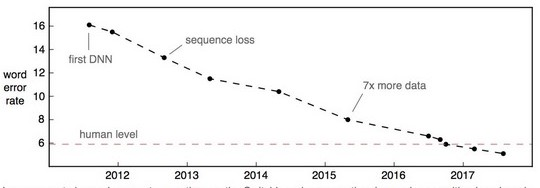 16
14
12
10
8
6
word
error
rate
first DNN
sequence loss
7x more data
human level
2012 2013 2014 2015 2016 2017